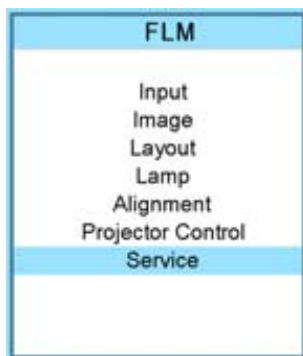 FLM
Input
Image
Layout
Lamp
Alignment
Projector Control
Service